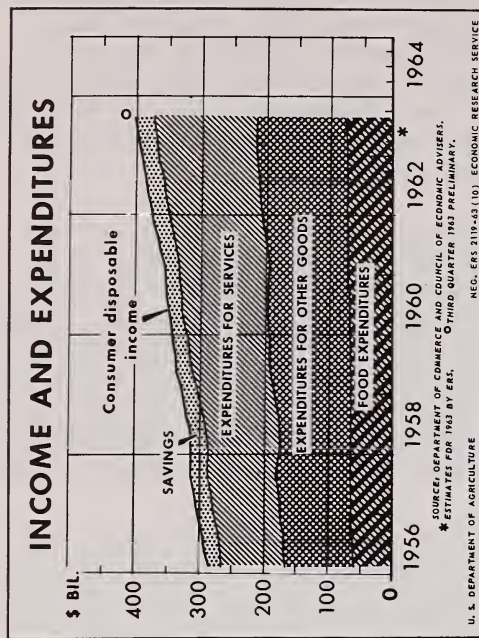 INCOME AND EXPENDITURES
$ BIL.
400
300
200
100
0
Consumer disposable
income
SAVINGS
EXPENDITURES FOR SERVICES
EXPENDITURES FOR OTHER GOODS
FOOD EXPENDITURES
1956 1958 1960 1962 * 1964
SOURCE: DEPARTMENT OF COMMERCE AND COUNCIL OF ECONOMIC ADVISERS.
* ESTIMATES FOR 1963 BY ERS. O THIRD QUARTER 1963 PRELIMINARY.
U. S. DEPARTMENT OF AGRICULTURE NEG. ERS 2119-63 (10) ECONOMIC RESEARCH SERVICE